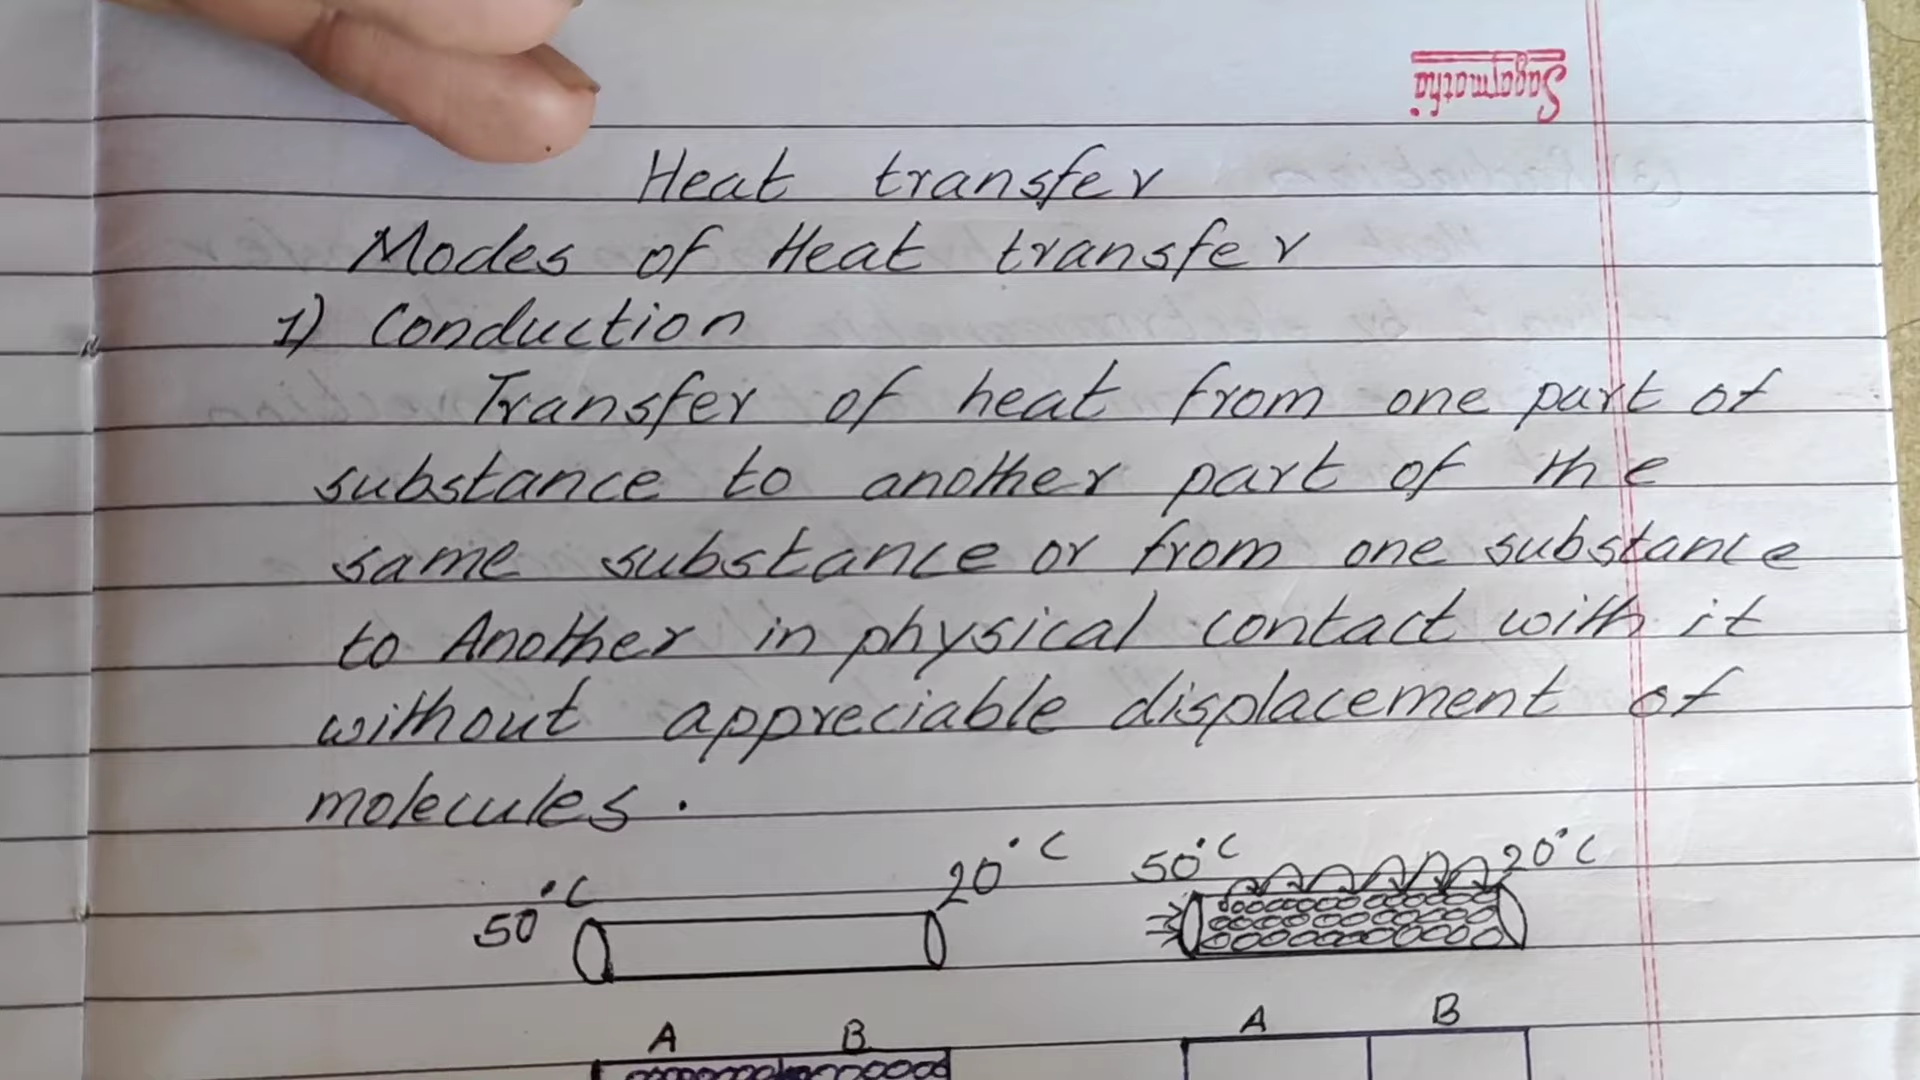 Sagarmatha
Heat transfer
Modes of Heat transfer
1) Conduction
Transfer of heat from one part of
substance to another part of the
same substance or from one substance
to Another in physical contact with it
without appreciable displacement of
molecules.
50°C 20°C 50°C 20°C
A B A B